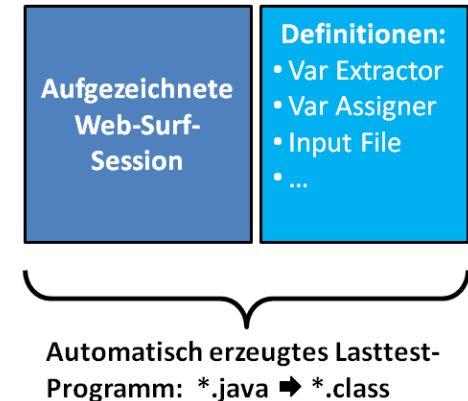 Aufgezeichnete
Web-Surf-
Session
Definitionen:
• Var Extractor
• Var Assigner
• Input File
• ...
Automatisch erzeugtes Lasttest-
Programm: *.java ➡ *.class